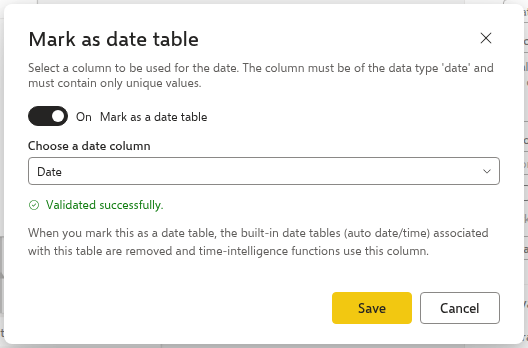 Mark as date table
Select a column to be used for the date. The column must be of the data type 'date' and
must contain only unique values.
On Mark as a date table
Choose a date column
Date
Validated successfully.
When you mark this as a date table, the built-in date tables (auto date/time) associated
with this table are removed and time-intelligence functions use this column.
Save Cancel